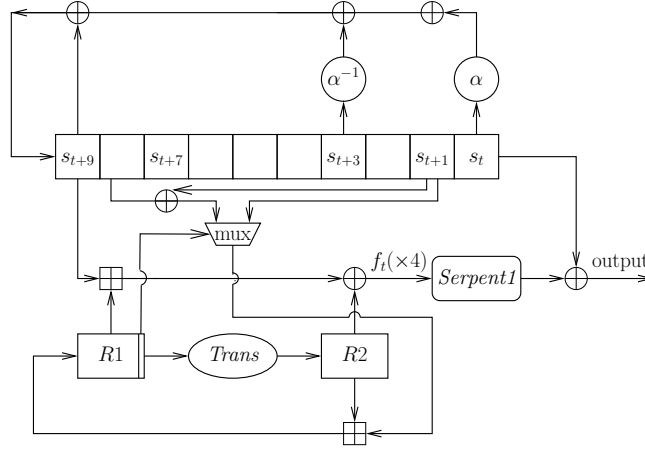 α⁻¹ α
s_{t+9} s_{t+7} s_{t+3} s_{t+1} s_t
mux
f_t(×4) Serpent1 output
R1 Trans R2